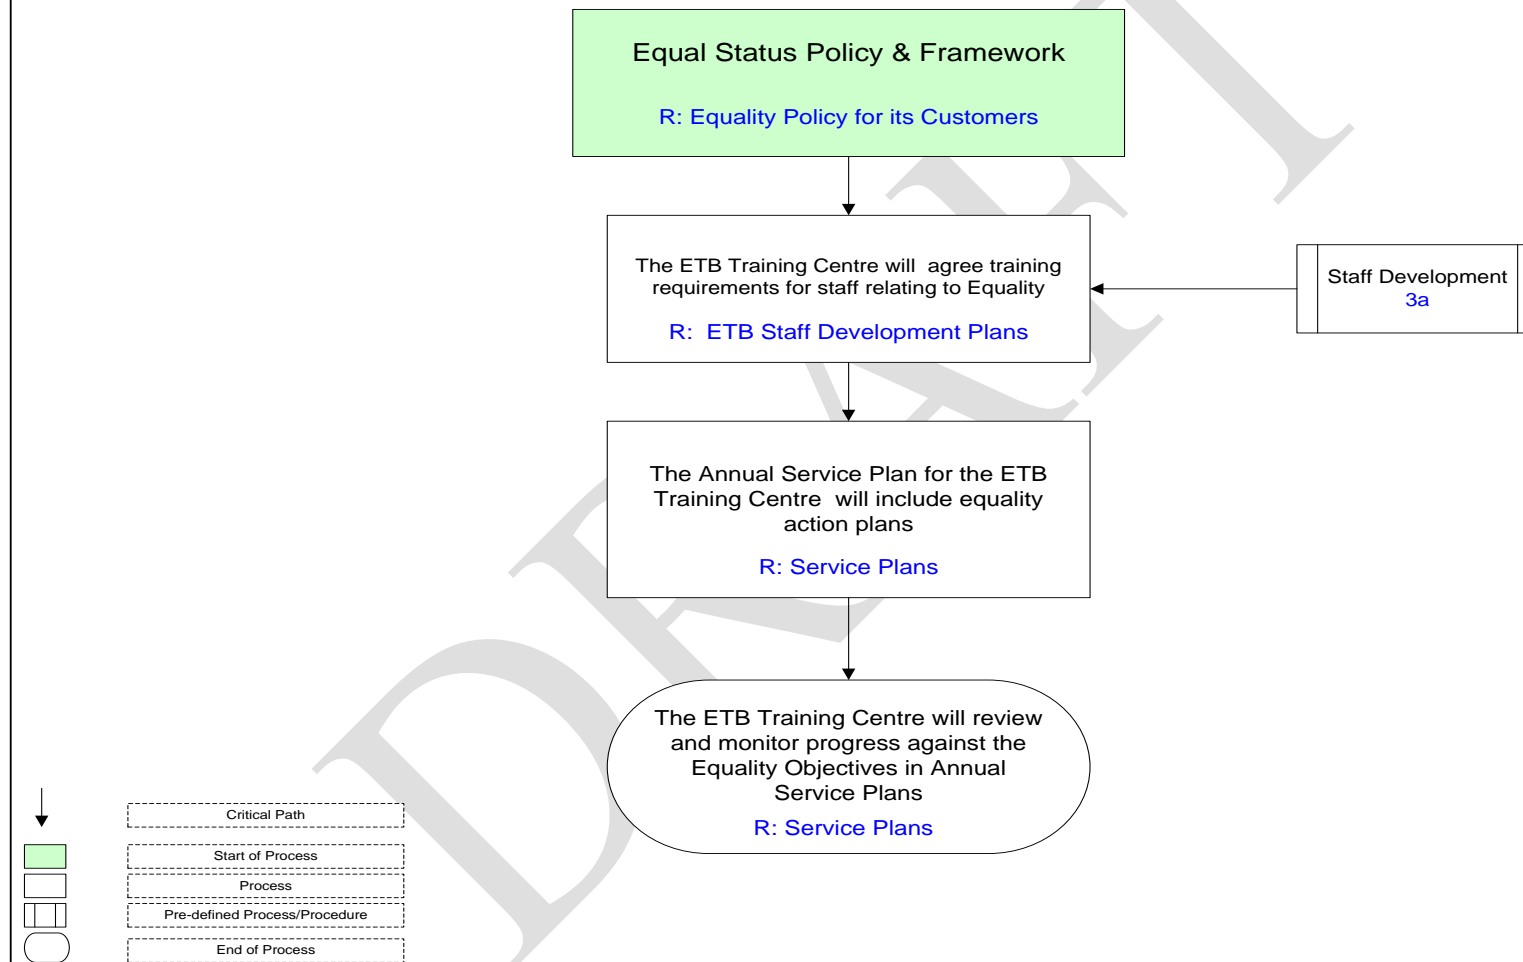 Equal Status Policy & Framework
R: Equality Policy for its Customers
The ETB Training Centre will agree training
requirements for staff relating to Equality
R: ETB Staff Development Plans
Staff Development
3a
The Annual Service Plan for the ETB
Training Centre will include equality
action plans
R: Service Plans
The ETB Training Centre will review
and monitor progress against the
Equality Objectives in Annual
Service Plans
R: Service Plans
Critical Path
Start of Process
Process
Pre-defined Process/Procedure
End of Process
DRAFT